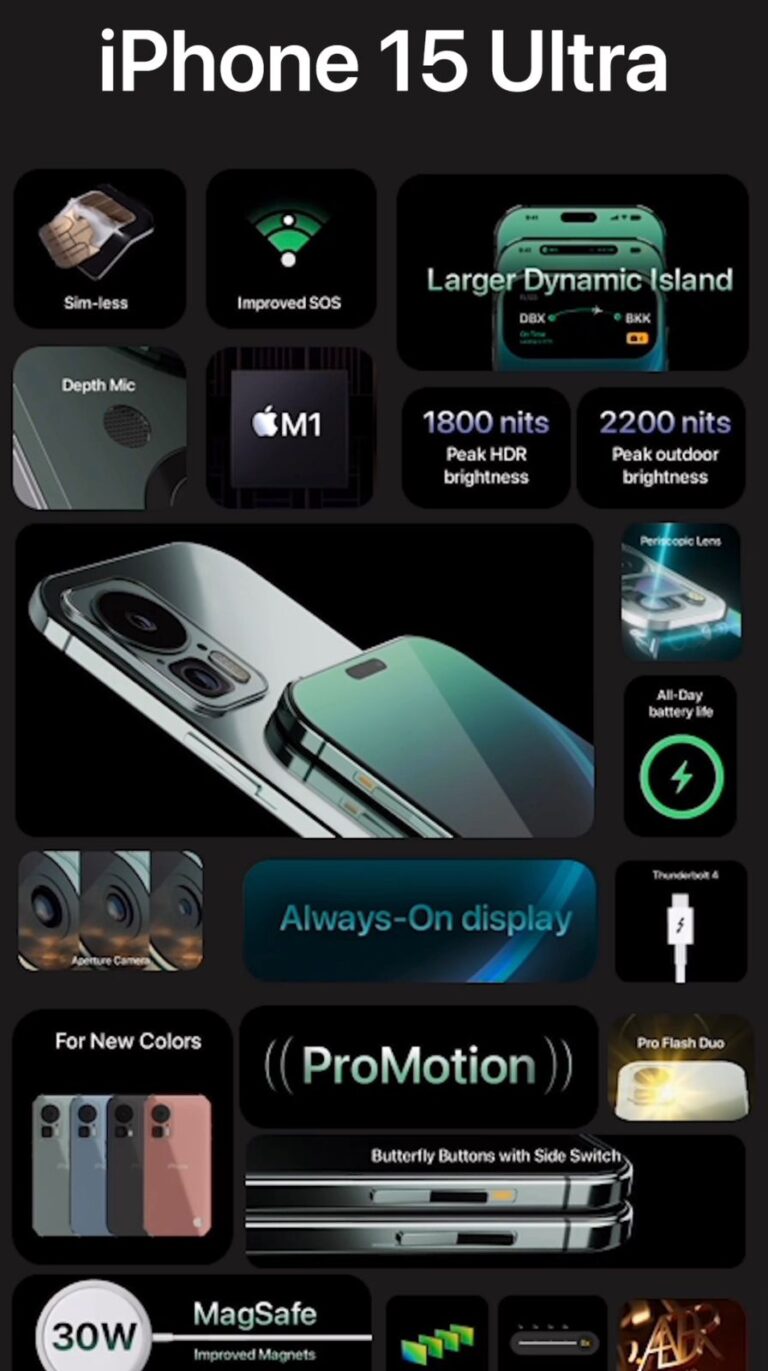 iPhone 15 Ultra
Sim-less
Improved SOS
Larger Dynamic Island
DBX
BKK
On Time
Depth Mic
M1
1800 nits
Peak HDR
brightness
2200 nits
Peak outdoor
brightness
Periscopic Lens
All-Day
battery life
Aperture Camera
Always-On display
Thunderbolt 4
For New Colors
((ProMotion))
Pro Flash Duo
Butterfly Buttons with Side Switch
30W
MagSafe
Improved Magnets